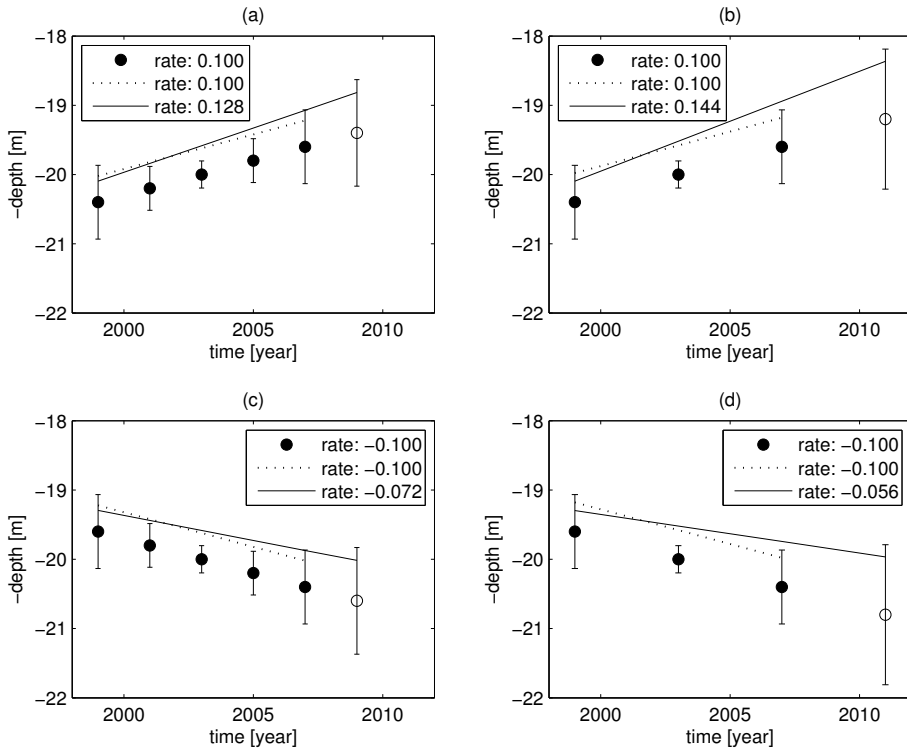 (a)
−18
−19
−20
−21
−22
−depth [m]
rate: 0.100
rate: 0.100
rate: 0.128
2000
2005
2010
time [year]
(b)
−18
−19
−20
−21
−22
−depth [m]
rate: 0.100
rate: 0.100
rate: 0.144
2000
2005
2010
time [year]
(c)
−18
−19
−20
−21
−22
−depth [m]
rate: −0.100
rate: −0.100
rate: −0.072
2000
2005
2010
time [year]
(d)
−18
−19
−20
−21
−22
−depth [m]
rate: −0.100
rate: −0.100
rate: −0.056
2000
2005
2010
time [year]